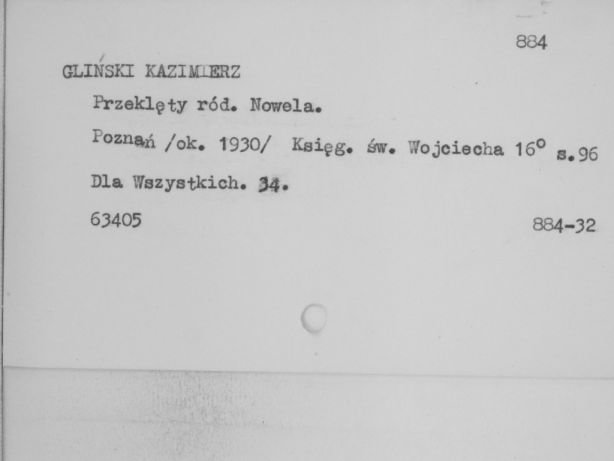 884
GLIŃSKI KAZIMIERZ
Przeklęty ród. Nowela.
Poznań /ok. 1930/ Księg. św. Wojciecha 16° s.96
Dla Wszystkich. 34.
63405 884-32